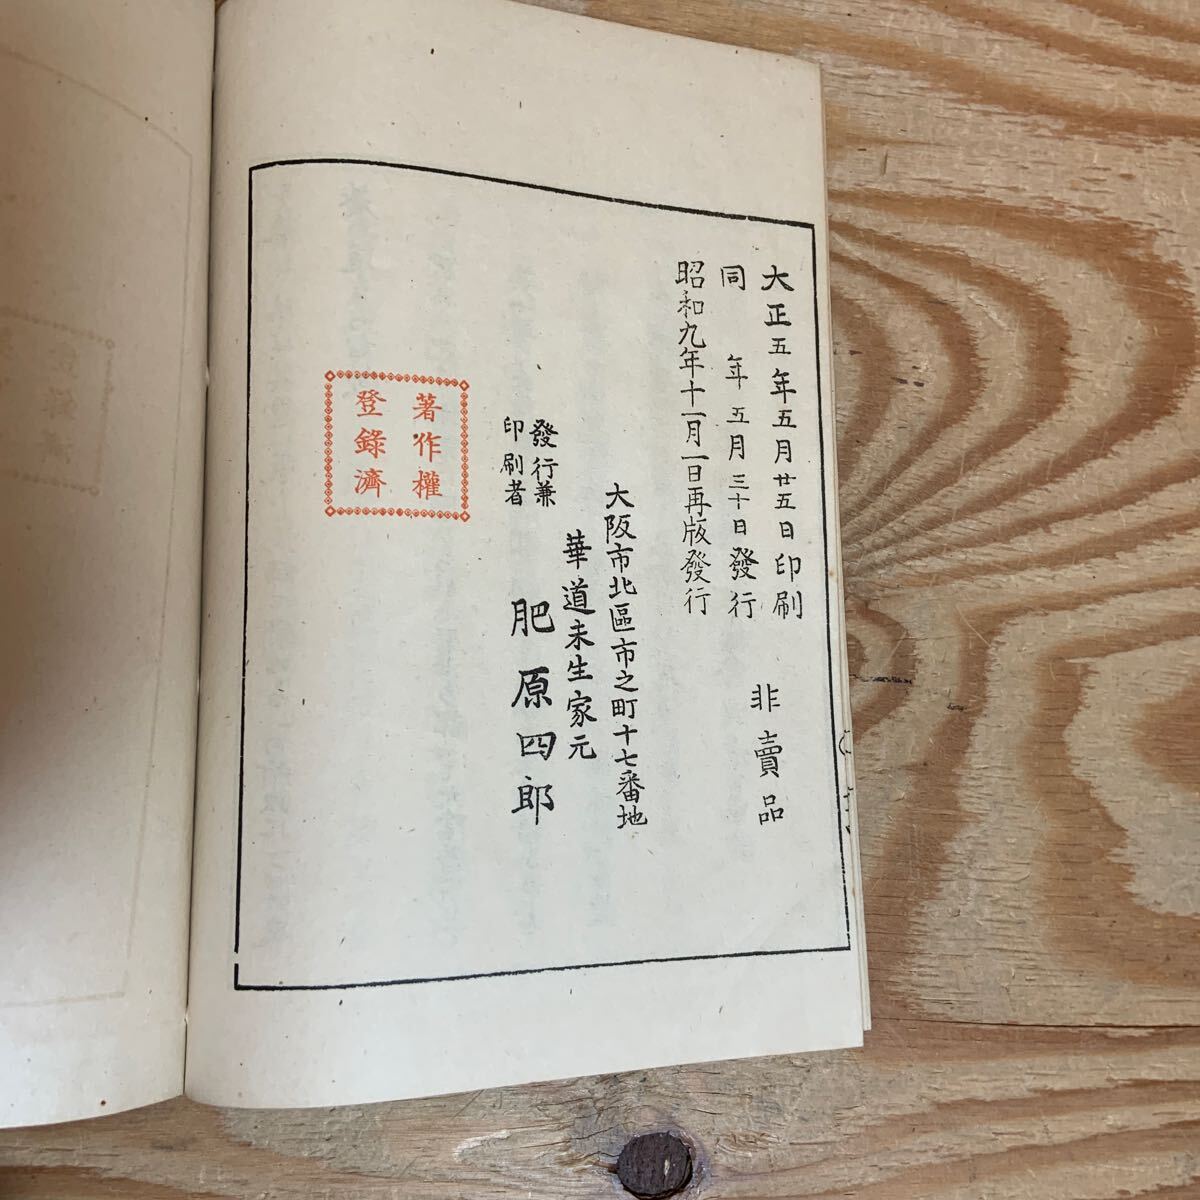 大正五年五月廿五日印刷
同年五月三十日發行
昭和九年十一月一日再版發行
非賣品
大阪市北區市之町十七番地
華道未生家元
發行兼
印刷者
肥原四郎
著作權
登錄濟